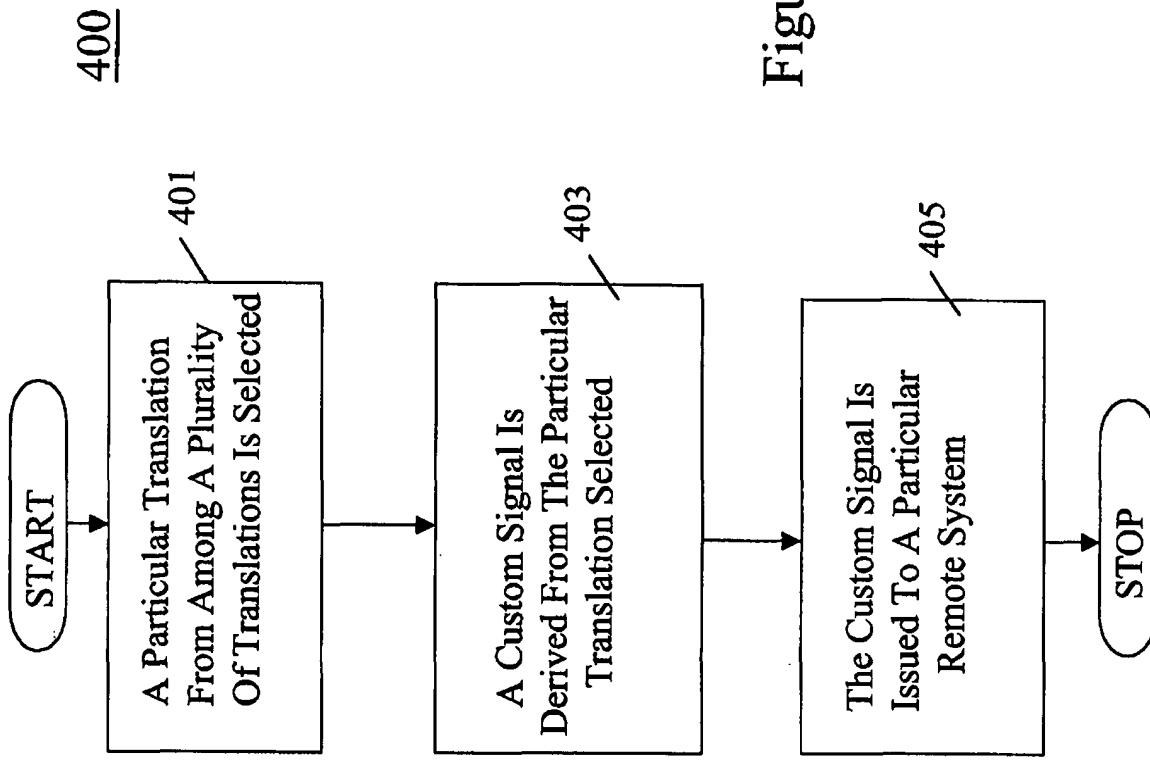 400
START
A Particular Translation
From Among A Plurality
Of Translations Is Selected
401
A Custom Signal Is
Derived From The Particular
Translation Selected
403
The Custom Signal Is
Issued To A Particular
Remote System
405
STOP